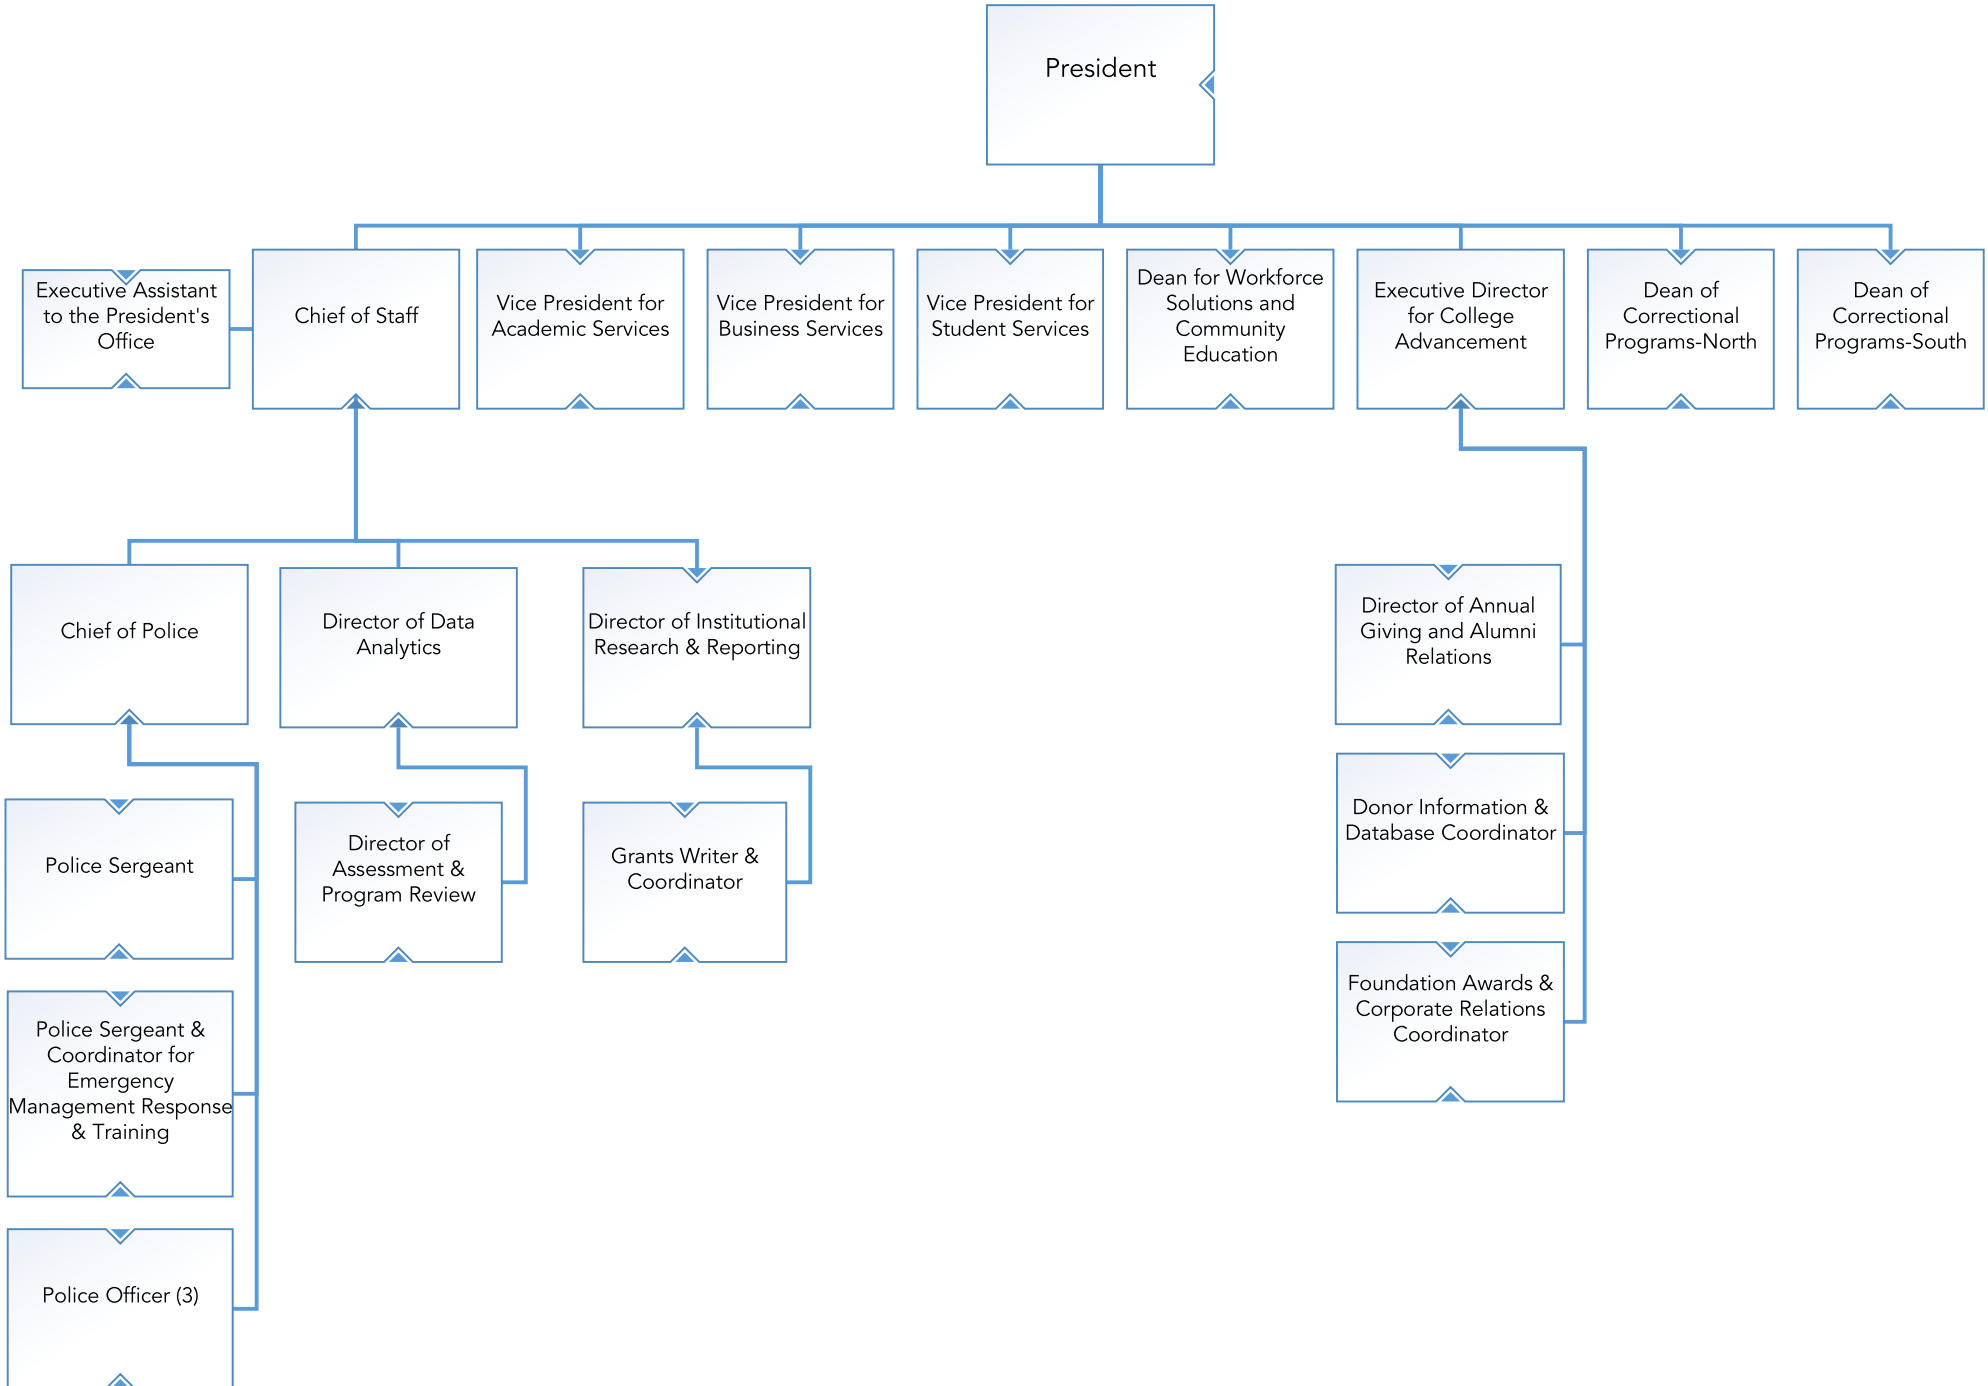 President
Executive Assistant
to the President's
Office
Chief of Staff
Vice President for
Academic Services
Vice President for
Business Services
Vice President for
Student Services
Dean for Workforce
Solutions and
Community
Education
Executive Director
for College
Advancement
Dean of
Correctional
Programs-North
Dean of
Correctional
Programs-South
Chief of Police
Director of Data
Analytics
Director of Institutional
Research & Reporting
Director of Annual
Giving and Alumni
Relations
Police Sergeant
Director of
Assessment &
Program Review
Grants Writer &
Coordinator
Donor Information &
Database Coordinator
Police Sergeant &
Coordinator for
Emergency
Management Response
& Training
Foundation Awards &
Corporate Relations
Coordinator
Police Officer (3)